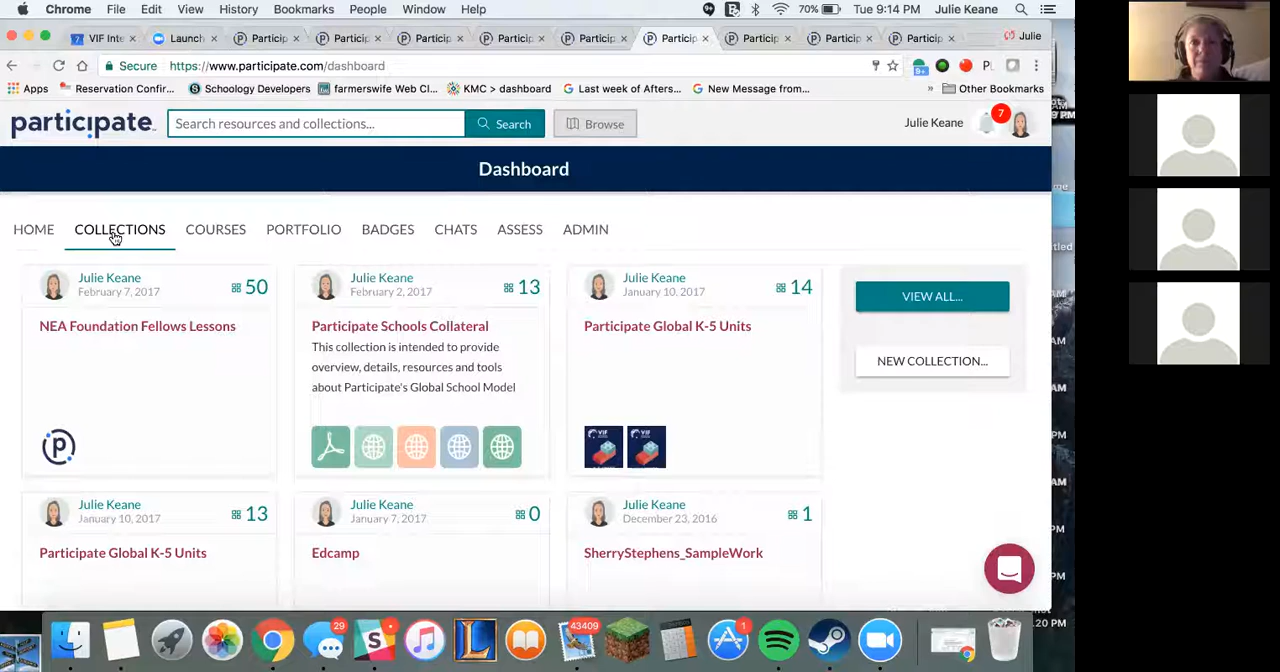 Chrome File Edit View History Bookmarks People Window Help 70% Tue 9:14 PM Julie Keane
7 VIF Inte Launch Particip Particip Particip Particip Particip Particip Particip Particip Particip Julie
Secure https://www.participate.com/dashboard 9+
Apps Reservation Confir... Schoology Developers farmerswife Web Cl... KMC > dashboard Last week of Afters... New Message from... » Other Bookmarks
participate Search resources and collections... Search Browse Julie Keane 7
Dashboard
HOME COLLECTIONS COURSES PORTFOLIO BADGES CHATS ASSESS ADMIN
Julie Keane
February 7, 2017
50
NEA Foundation Fellows Lessons
Julie Keane
February 2, 2017
13
Participate Schools Collateral
This collection is intended to provide
overview, details, resources and tools
about Participate's Global School Model
Julie Keane
January 10, 2017
14
Participate Global K-5 Units
VIF VIF
VIEW ALL...
NEW COLLECTION...
Julie Keane
January 10, 2017
13
Participate Global K-5 Units
Julie Keane
January 7, 2017
0
Edcamp
Julie Keane
December 23, 2016
1
SherryStephens_SampleWork
29 43409 1